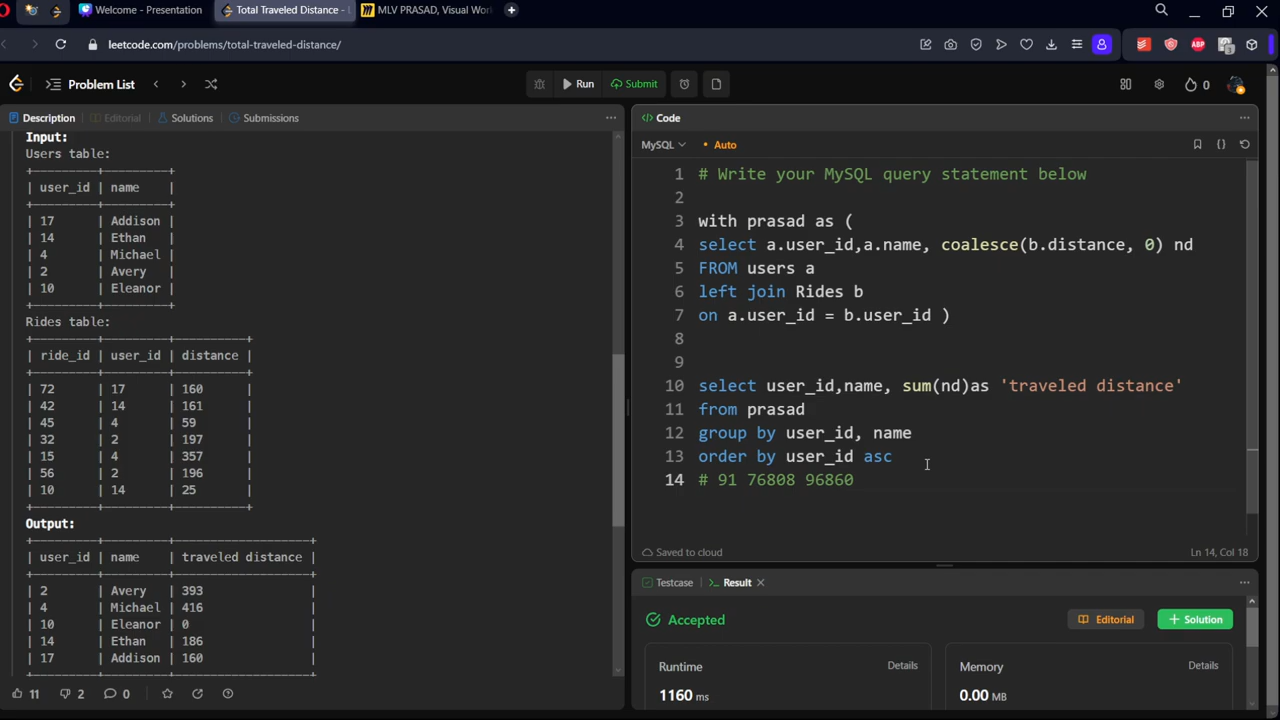 Welcome - Presentation
Total Traveled Distance -
MLV PRASAD, Visual Wor
leetcode.com/problems/total-traveled-distance/
Problem List
Run
Submit
0
Description
Editorial
Solutions
Submissions
Input:
Users table:
+---------+---------+
| user_id | name |
+---------+---------+
| 17 | Addison |
| 14 | Ethan |
| 4 | Michael |
| 2 | Avery |
| 10 | Eleanor |
+---------+---------+
Rides table:
+---------+---------+----------+
| ride_id | user_id | distance |
+---------+---------+----------+
| 72 | 17 | 160 |
| 42 | 14 | 161 |
| 45 | 4 | 59 |
| 32 | 2 | 197 |
| 15 | 4 | 357 |
| 56 | 2 | 196 |
| 10 | 14 | 25 |
+---------+---------+----------+
Output:
+---------+---------+-------------------+
| user_id | name | traveled distance |
+---------+---------+-------------------+
| 2 | Avery | 393 |
| 4 | Michael | 416 |
| 10 | Eleanor | 0 |
| 14 | Ethan | 186 |
| 17 | Addison | 160 |
+---------+---------+-------------------+
11
2
0
Code
MySQL
• Auto
1 # Write your MySQL query statement below
2
3 with prasad as (
4 select a.user_id,a.name, coalesce(b.distance, 0) nd
5 FROM users a
6 left join Rides b
7 on a.user_id = b.user_id )
8
9
10 select user_id,name, sum(nd)as 'traveled distance'
11 from prasad
12 group by user_id, name
13 order by user_id asc
14 # 91 76808 96860
Saved to cloud
Ln 14, Col 18
Testcase
>_ Result
Accepted
Editorial
+ Solution
Runtime
Details
1160 ms
Memory
Details
0.00 MB